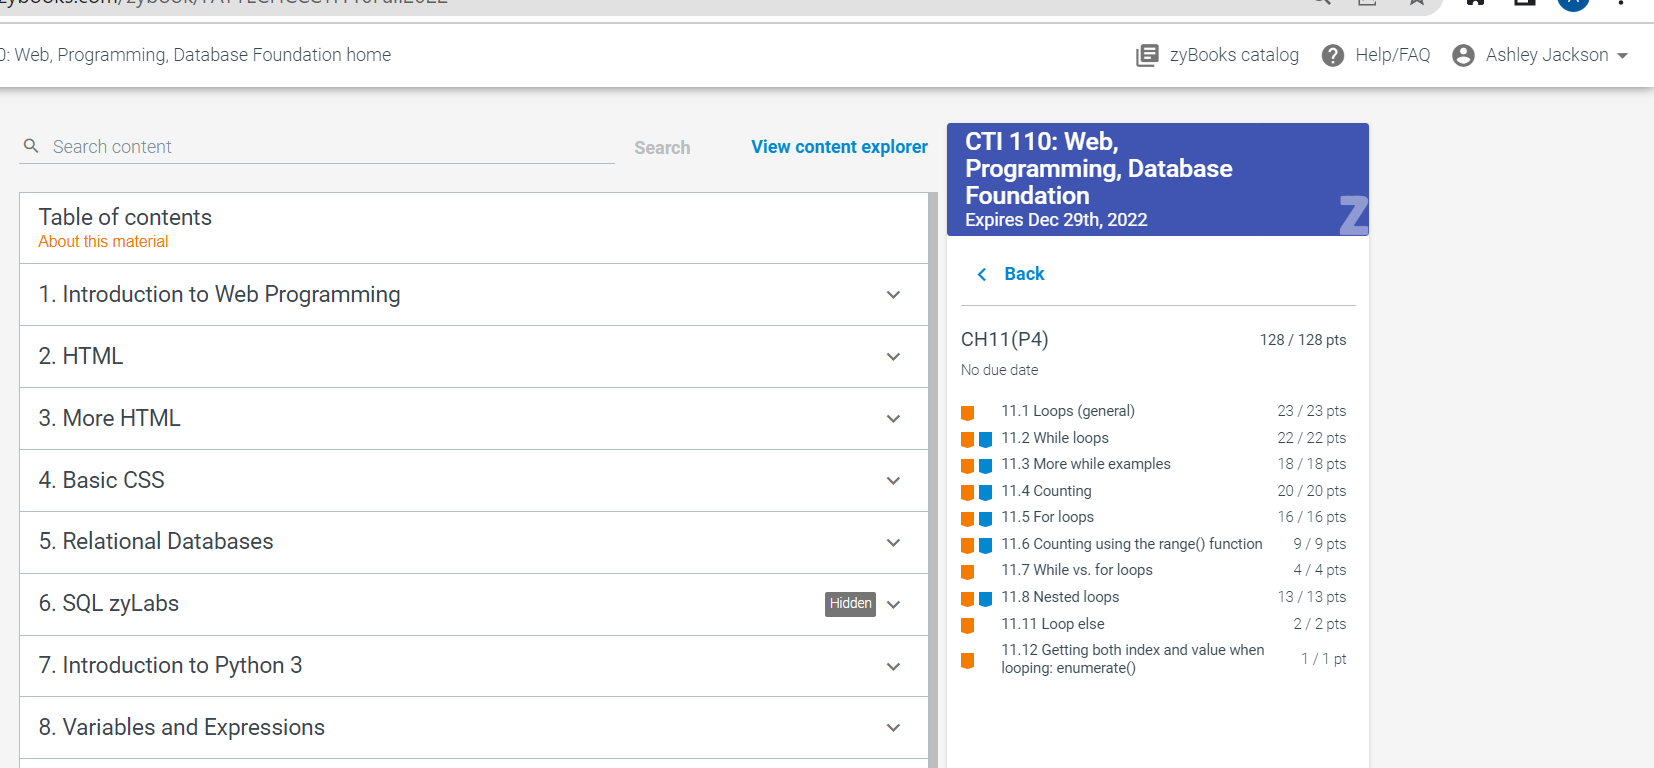 0: Web, Programming, Database Foundation home
zyBooks catalog
Help/FAQ
Ashley Jackson
Search content
Search
View content explorer
Table of contents
About this material
1. Introduction to Web Programming
2. HTML
3. More HTML
4. Basic CSS
5. Relational Databases
6. SQL zyLabs
Hidden
7. Introduction to Python 3
8. Variables and Expressions
CTI 110: Web,
Programming, Database
Foundation
Expires Dec 29th, 2022
Z
Back
CH11(P4) 128 / 128 pts
No due date
11.1 Loops (general) 23 / 23 pts
11.2 While loops 22 / 22 pts
11.3 More while examples 18 / 18 pts
11.4 Counting 20 / 20 pts
11.5 For loops 16 / 16 pts
11.6 Counting using the range() function 9 / 9 pts
11.7 While vs. for loops 4 / 4 pts
11.8 Nested loops 13 / 13 pts
11.11 Loop else 2 / 2 pts
11.12 Getting both index and value when
looping: enumerate() 1 / 1 pt